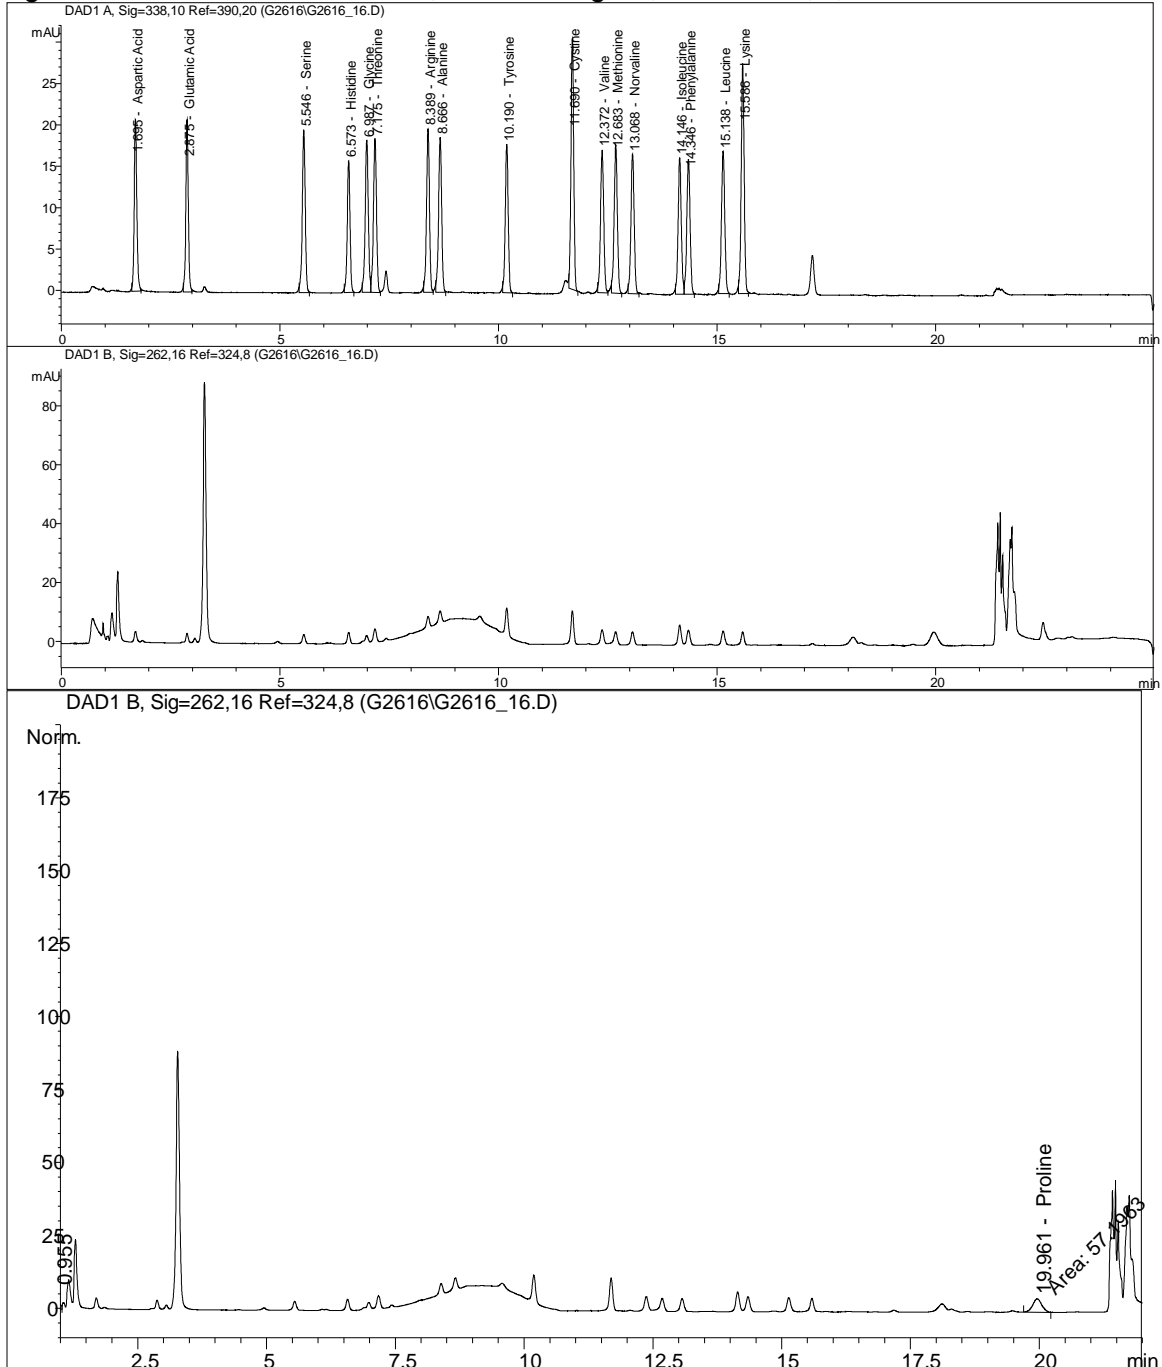 DAD1 A, Sig=338,10 Ref=390,20 (G2616\G2616_16.D)
mAU
25
20
15
10
5
0
1.695 - Aspartic Acid
2.875 - Glutamic Acid
5.546 - Serine
6.573 - Histidine
6.987 - Glycine
7.175 - Threonine
8.389 - Arginine
8.666 - Alanine
10.190 - Tyrosine
11.690 - Cystine
12.372 - Valine
12.683 - Methionine
13.068 - Norvaline
14.146 - Isoleucine
14.346 - Phenylalanine
15.138 - Leucine
15.588 - Lysine
0 5 10 15 20 min
DAD1 B, Sig=262,16 Ref=324,8 (G2616\G2616_16.D)
mAU
80
60
40
20
0
0 5 10 15 20 min
DAD1 B, Sig=262,16 Ref=324,8 (G2616\G2616_16.D)
Norm.
175
150
125
100
75
50
25
0
0.955
19.961 - Proline
Area: 57.1963
2.5 5 7.5 10 12.5 15 17.5 20 min